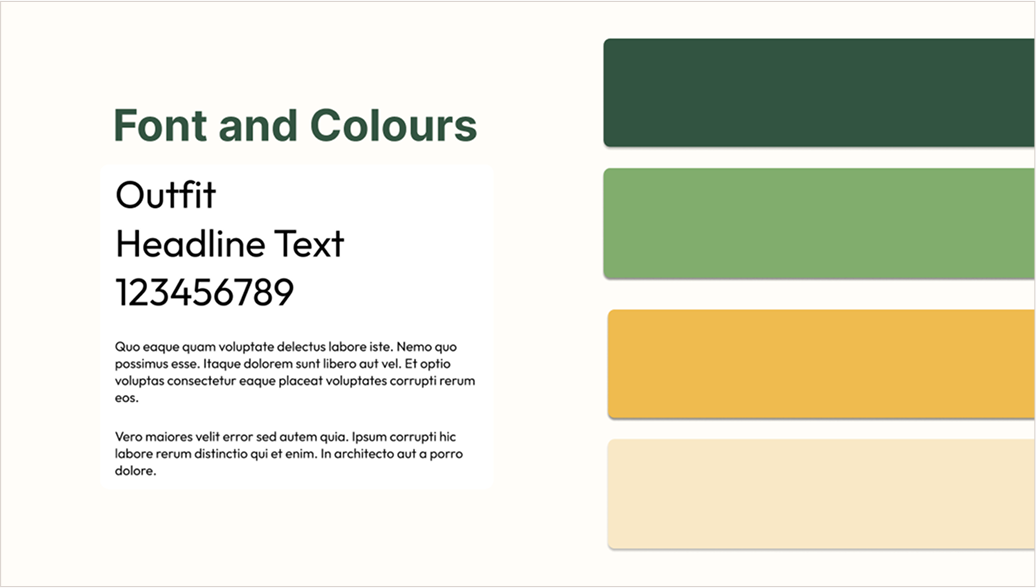 Font and Colours
Outfit
Headline Text
123456789
Quo eaque quam voluptate delectus labore iste. Nemo quo
possimus esse. Itaque dolorem sunt libero aut vel. Et optio
voluptas consectetur eaque placeat voluptates corrupti rerum
eos.
Vero maiores velit error sed autem quia. Ipsum corrupti hic
labore rerum distinctio qui et enim. In architecto aut a porro
dolore.